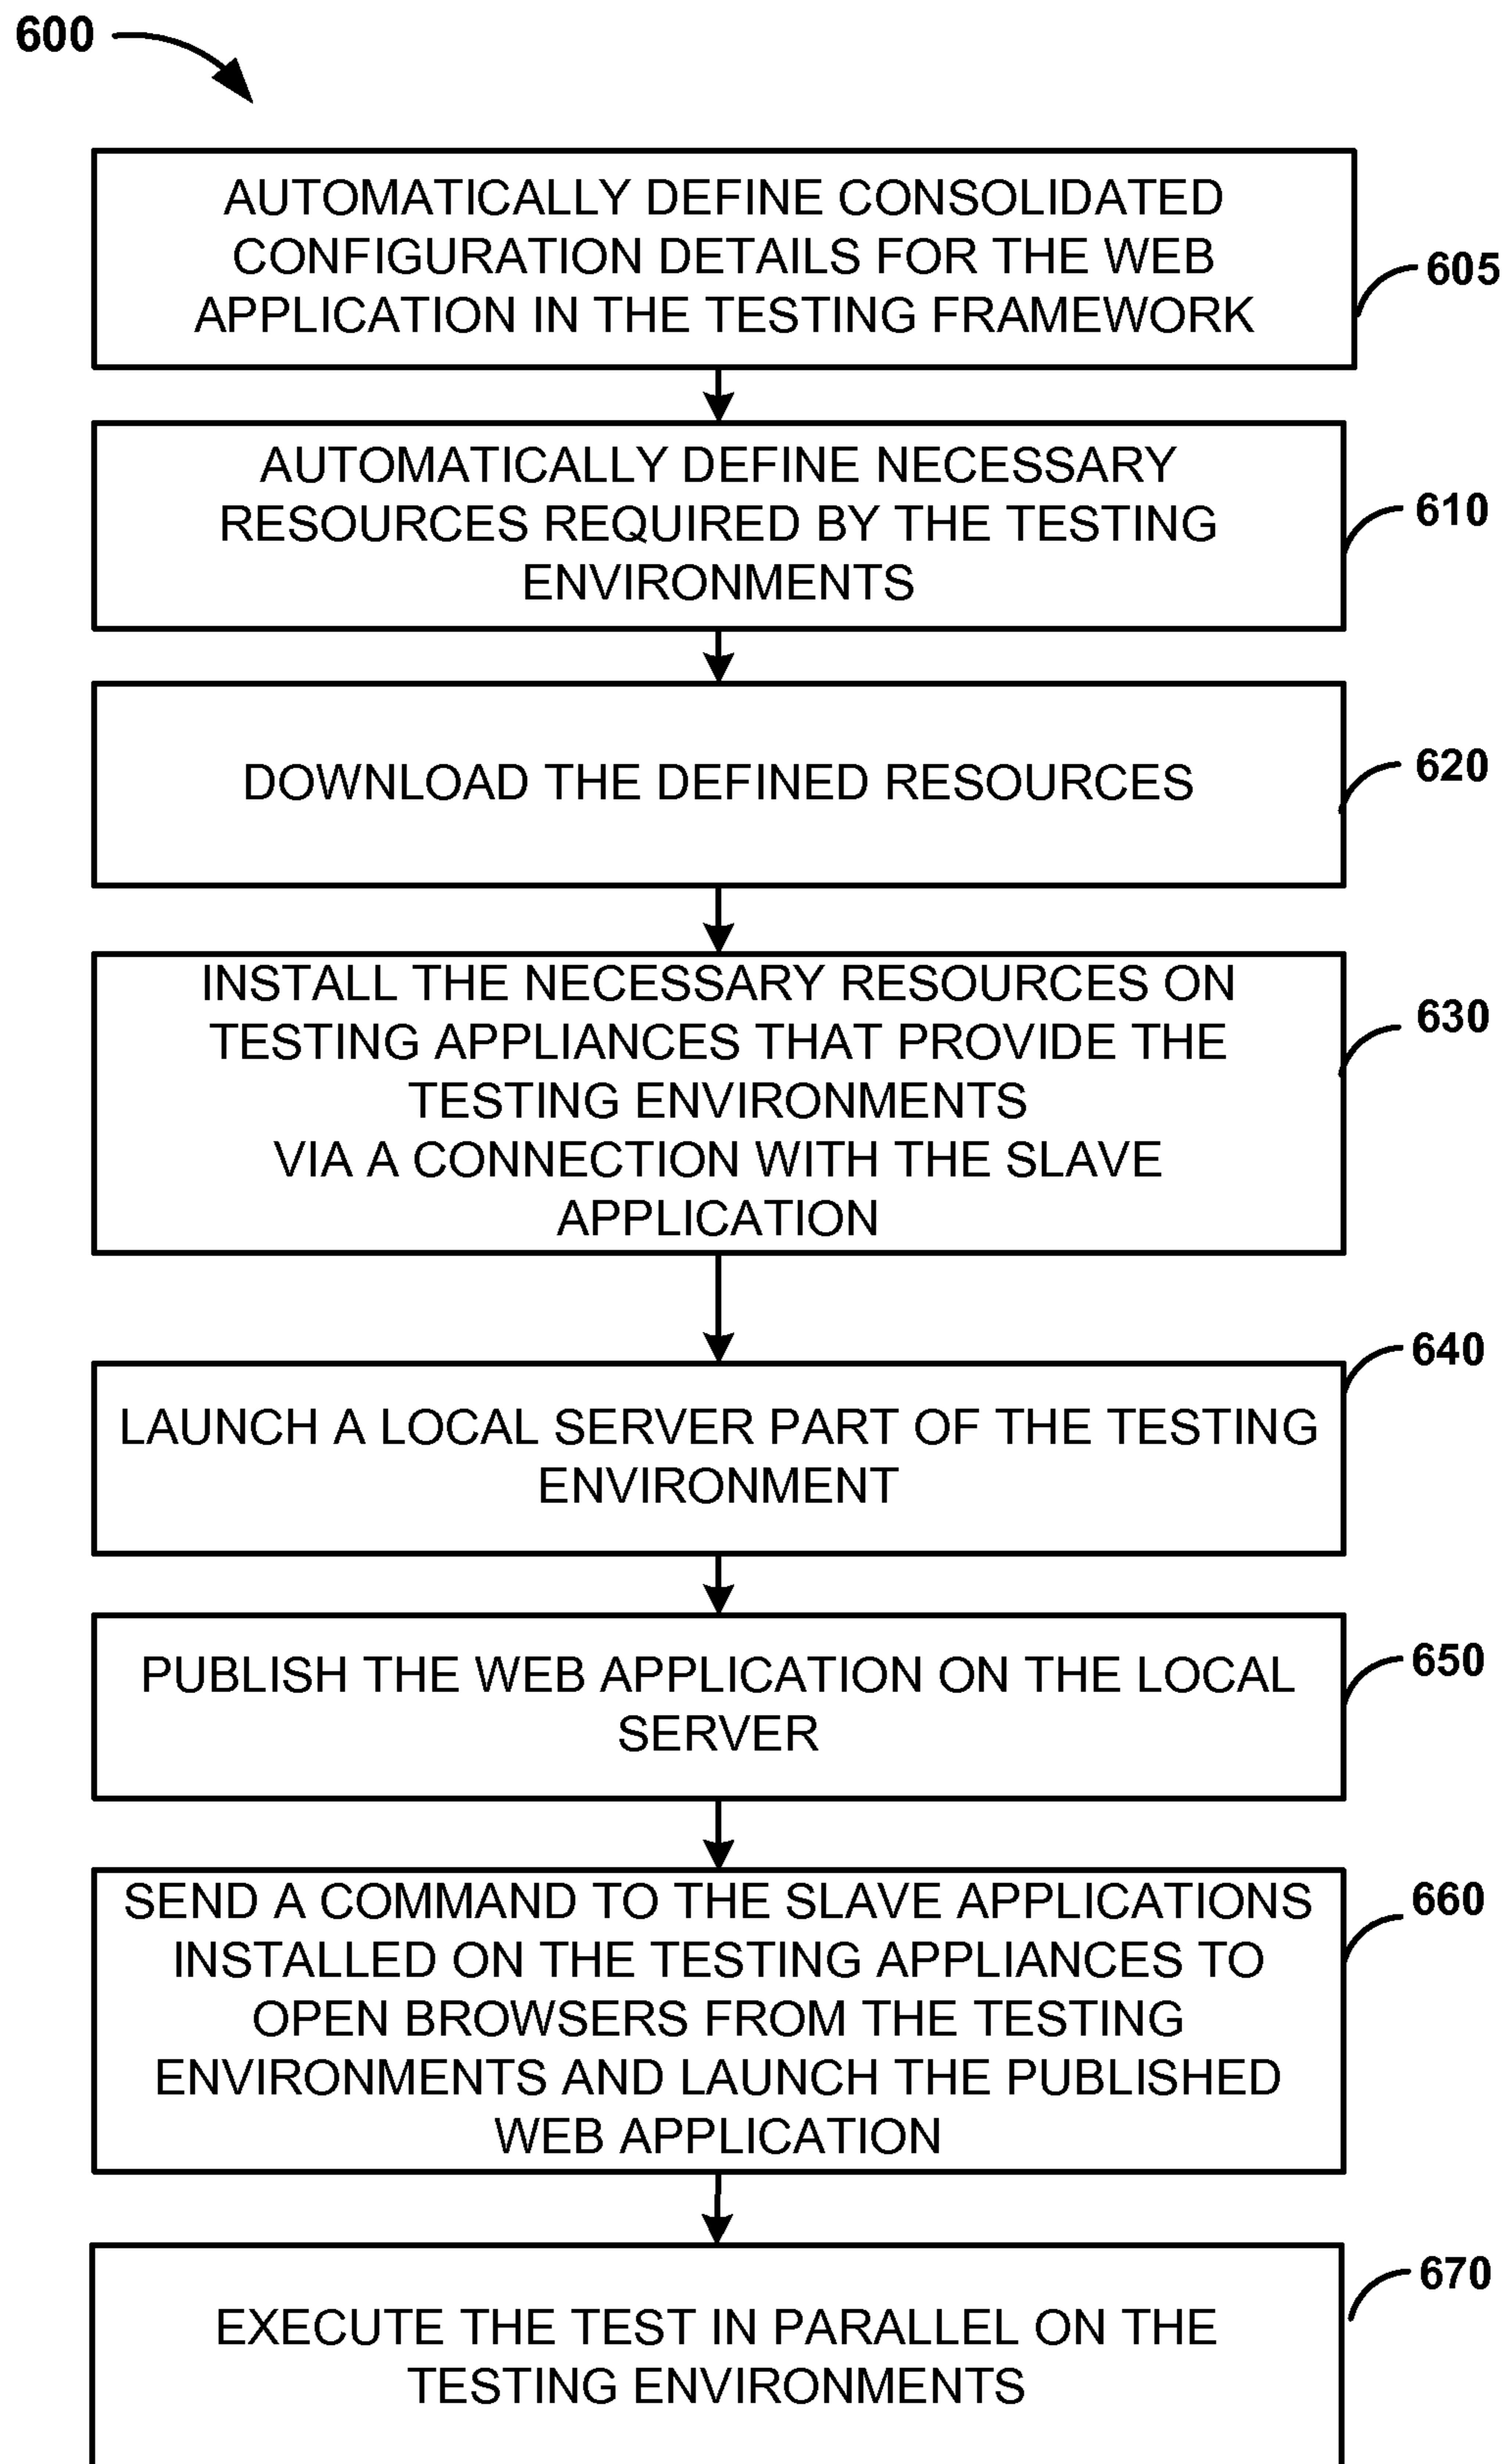 600
AUTOMATICALLY DEFINE CONSOLIDATED
CONFIGURATION DETAILS FOR THE WEB
APPLICATION IN THE TESTING FRAMEWORK
605
AUTOMATICALLY DEFINE NECESSARY
RESOURCES REQUIRED BY THE TESTING
ENVIRONMENTS
610
DOWNLOAD THE DEFINED RESOURCES
620
INSTALL THE NECESSARY RESOURCES ON
TESTING APPLIANCES THAT PROVIDE THE
TESTING ENVIRONMENTS
VIA A CONNECTION WITH THE SLAVE
APPLICATION
630
LAUNCH A LOCAL SERVER PART OF THE TESTING
ENVIRONMENT
640
PUBLISH THE WEB APPLICATION ON THE LOCAL
SERVER
650
SEND A COMMAND TO THE SLAVE APPLICATIONS
INSTALLED ON THE TESTING APPLIANCES TO
OPEN BROWSERS FROM THE TESTING
ENVIRONMENTS AND LAUNCH THE PUBLISHED
WEB APPLICATION
660
EXECUTE THE TEST IN PARALLEL ON THE
TESTING ENVIRONMENTS
670